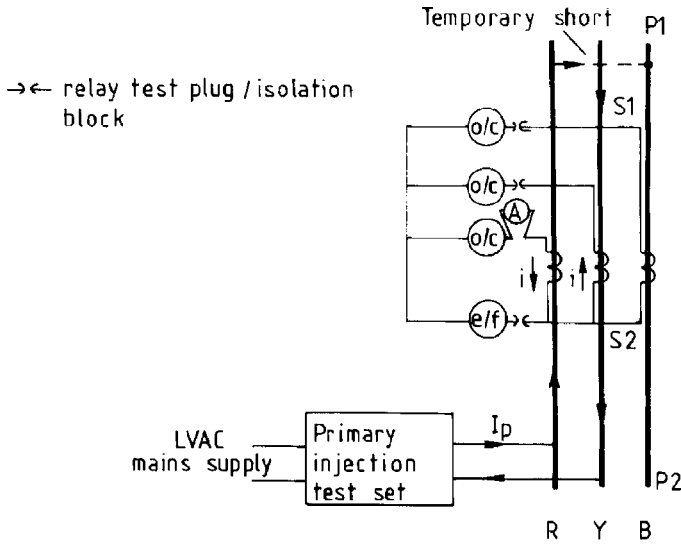 Temporary short
P1
→← relay test plug / isolation
block
S1
o/c
o/c
A
o/c
i
i
e/f
S2
LVAC
mains supply
Primary
injection
test set
Ip
P2
R Y B